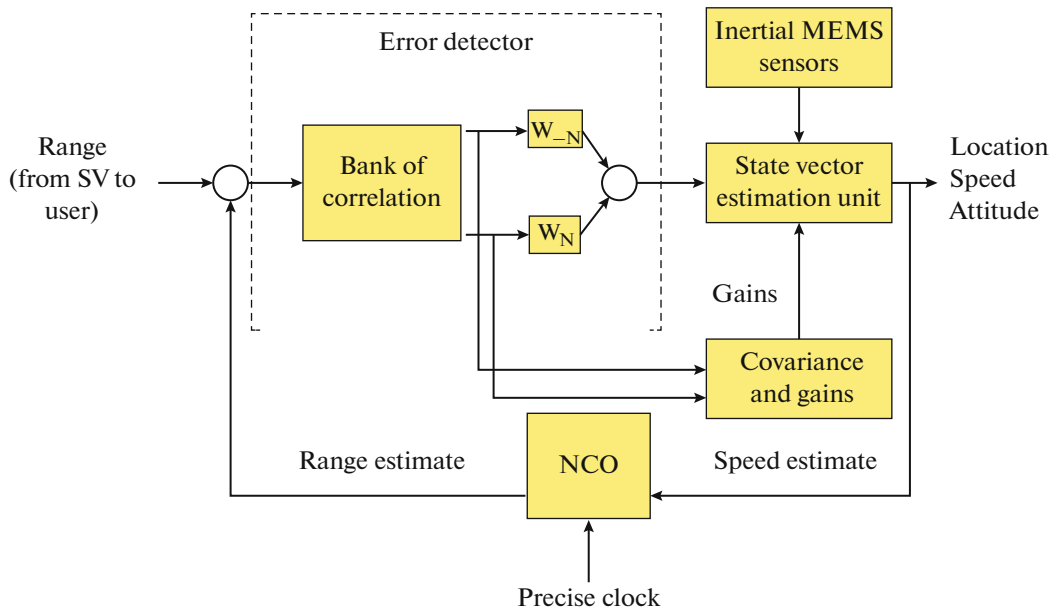 Error detector
Inertial MEMS
sensors
Range
(from SV to
user)
Bank of
correlation
W₋N
W_N
State vector
estimation unit
Location
Speed
Attitude
Gains
Covariance
and gains
Range estimate
NCO
Speed estimate
Precise clock